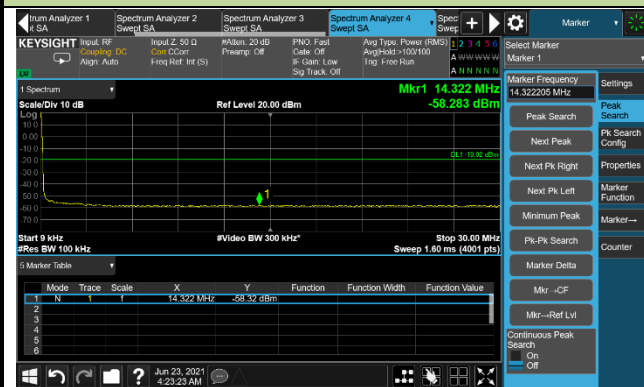 trum Analyzer 1
t SA
Spectrum Analyzer 2
Swept SA
Spectrum Analyzer 3
Swept SA
Spectrum Analyzer 4
Swept SA
Spec
Swep
Marker
KEYSIGHT
Input: RF
Coupling: DC
Align: Auto
Input Z: 50 Ω
Corr CCorr
Freq Ref: Int (S)
#Atten: 20 dB
Preamp: Off
PNO: Fast
Gate: Off
IF Gain: Low
Sig Track: Off
Avg Type: Power (RMS)
Avg|Hold:>100/100
Trig: Free Run
1 2 3 4 5 6
A W W W W W
A N N N N N
LXI
Select Marker
Marker 1
1 Spectrum
Scale/Div 10 dB
Ref Level 20.00 dBm
Mkr1 14.322 MHz
-58.283 dBm
Log
10.0
0.00
-10.0
-20.0
-30.0
-40.0
-50.0
-60.0
-70.0
DL1 -19.02 dBm
1
Start 9 kHz
#Res BW 100 kHz
#Video BW 300 kHz*
Stop 30.00 MHz
Sweep 1.60 ms (4001 pts)
5 Marker Table
Mode Trace Scale X Y Function Function Width Function Value
1 N 1 f 14.322 MHz -58.32 dBm
2
3
4
5
6
Marker Frequency
14.322205 MHz
Peak Search
Next Peak
Next Pk Right
Next Pk Left
Minimum Peak
Pk-Pk Search
Marker Delta
Mkr→CF
Mkr→Ref Lvl
Continuous Peak
Search
On
Off
Settings
Peak
Search
Pk Search
Config
Properties
Marker
Function
Marker→
Counter
?
Jun 23, 2021
4:23:23 AM